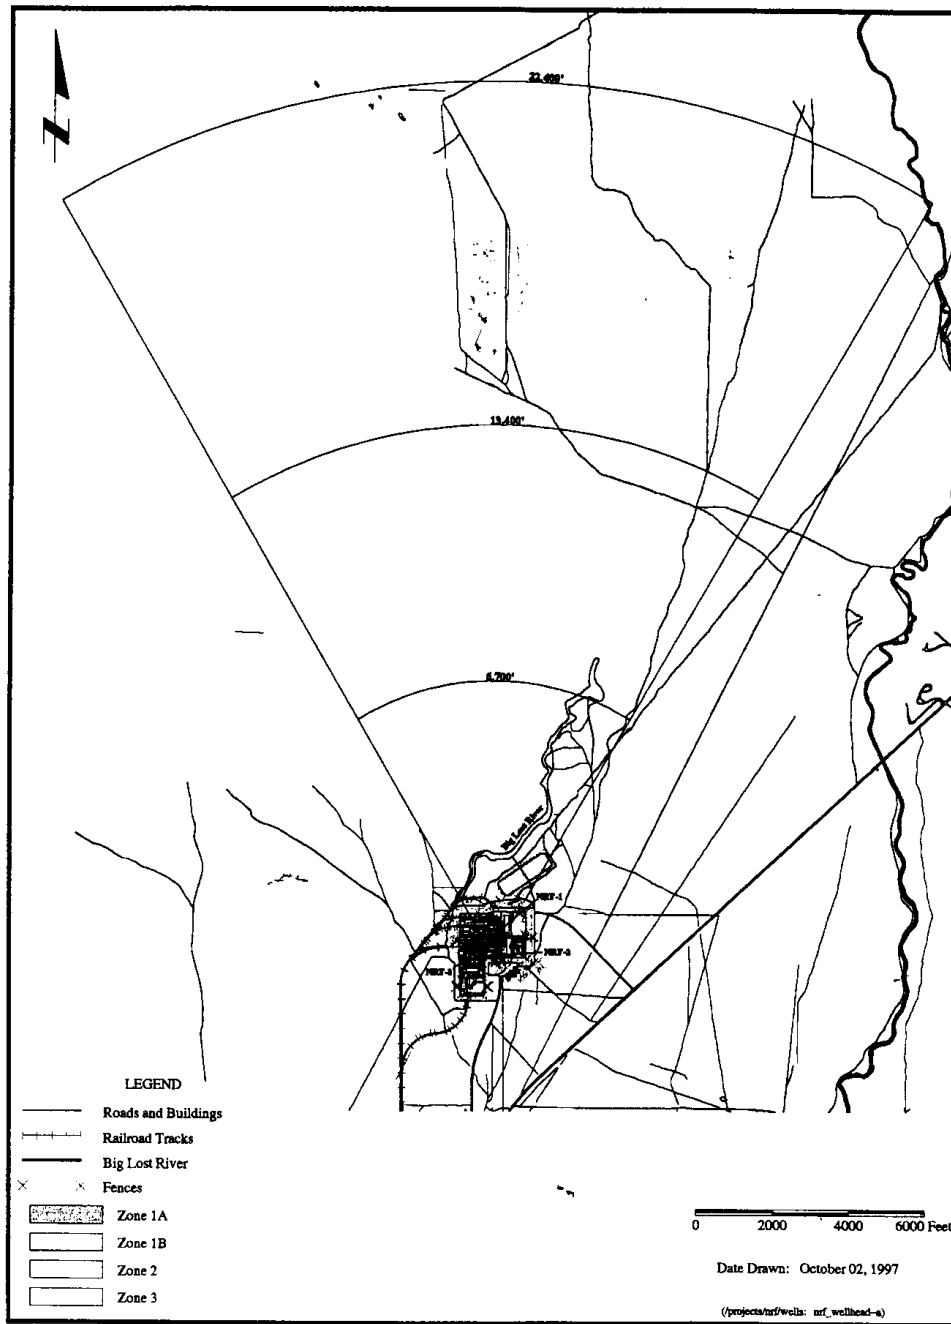 22,400'
13,400'
6,700'
Big Lost River
NRF-1
NRF-3
LEGEND
Roads and Buildings
Railroad Tracks
Big Lost River
Fences
Zone 1A
Zone 1B
Zone 2
Zone 3
0 2000 4000 6000 Feet
Date Drawn: October 02, 1997
(/projects/nrf/wells: nrf_wellhead-a)